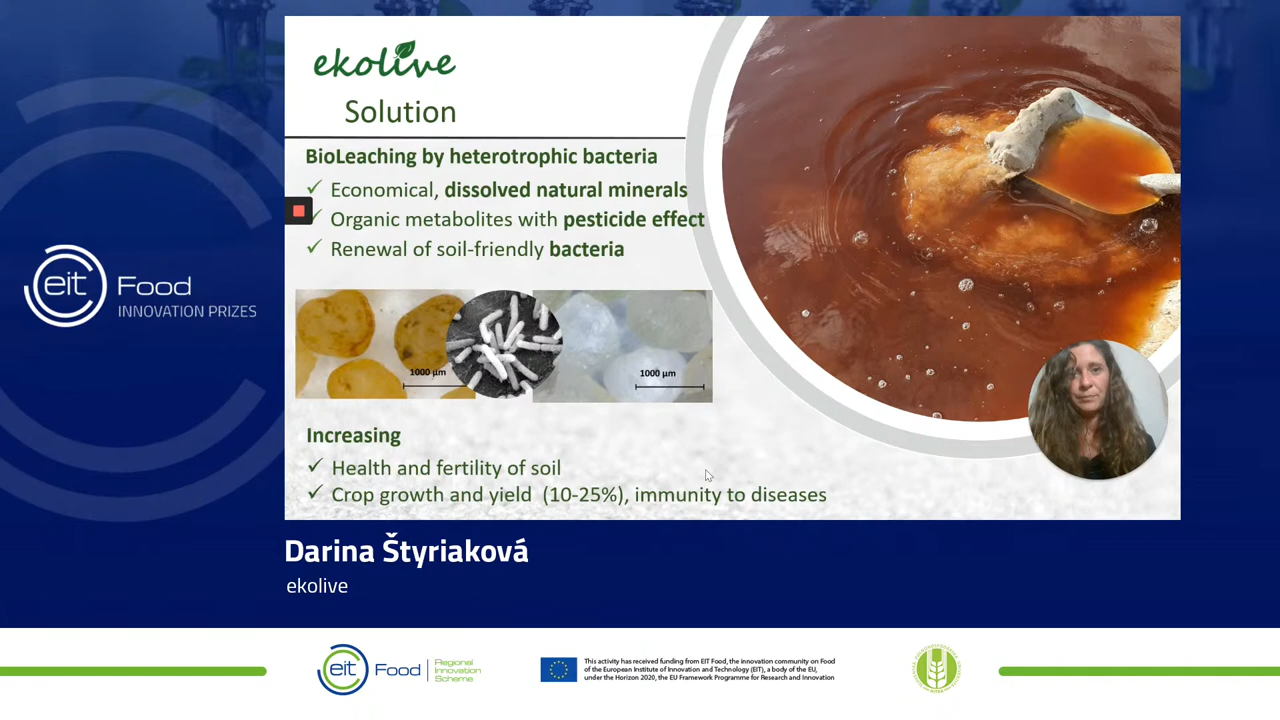 ekolive
Solution
BioLeaching by heterotrophic bacteria
✓ Economical, dissolved natural minerals
✓ Organic metabolites with pesticide effect
✓ Renewal of soil-friendly bacteria
1000 µm
1000 µm
Increasing
✓ Health and fertility of soil
✓ Crop growth and yield (10-25%), immunity to diseases
eit Food
INNOVATION PRIZES
Darina Štyriaková
ekolive
eit Food
Regional
Innovation
Scheme
This activity has received funding from EIT Food, the innovation community on Food
of the European Institute of Innovation and Technology (EIT), a body of the EU,
under the Horizon 2020, the EU Framework Programme for Research and Innovation